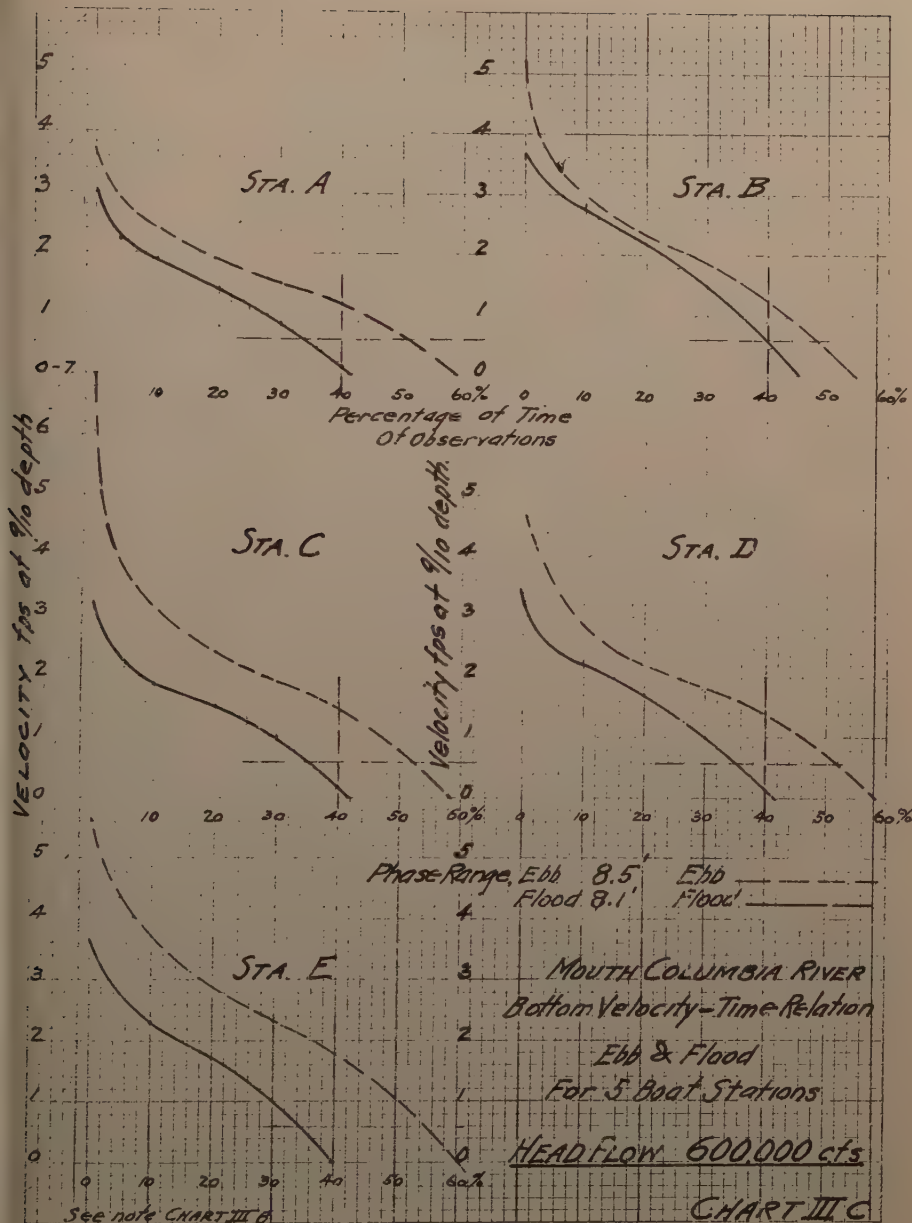 5
4
3
2
1
0-7
STA. A
5
4
3
2
1
0
STA. B
10 20 30 40 50 60%
0 10 20 30 40 50 60%
Percentage of Time
Of Observations
VELOCITY fps at 9/10 depth
6
5
4
3
2
1
0
STA. C
10 20 30 40 50 60%
Velocity fps at 9/10 depth.
5
4
3
2
1
0
STA. D
0 10 20 30 40 50 60%
Phase Range, Ebb 8.5' Ebb
Flood 8.1' Flood
5
4
3
2
1
0
STA. E
5
4
3
2
1
0
0 10 20 30 40 50 60%
MOUTH COLUMBIA RIVER
Bottom Velocity-Time Relation
Ebb & Flood
For 5 Boat Stations
HEAD FLOW 600,000 cfs
See note CHART III B
CHART III C